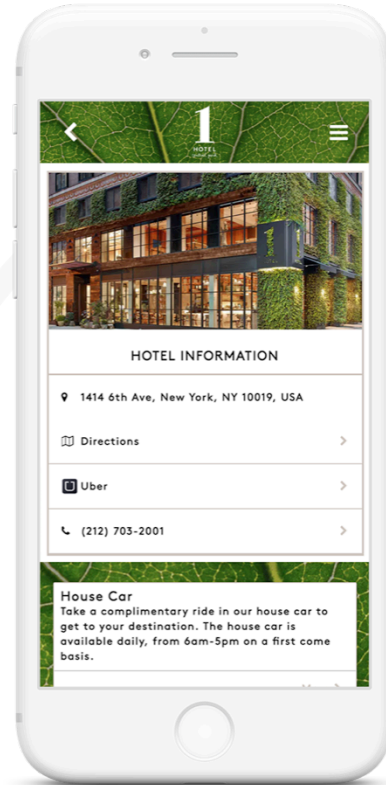 1
HOTEL
HOTEL INFORMATION
1414 6th Ave, New York, NY 10019, USA
Directions
Uber
(212) 703-2001
House Car
Take a complimentary ride in our house car to
get to your destination. The house car is
available daily, from 6am-5pm on a first come
basis.